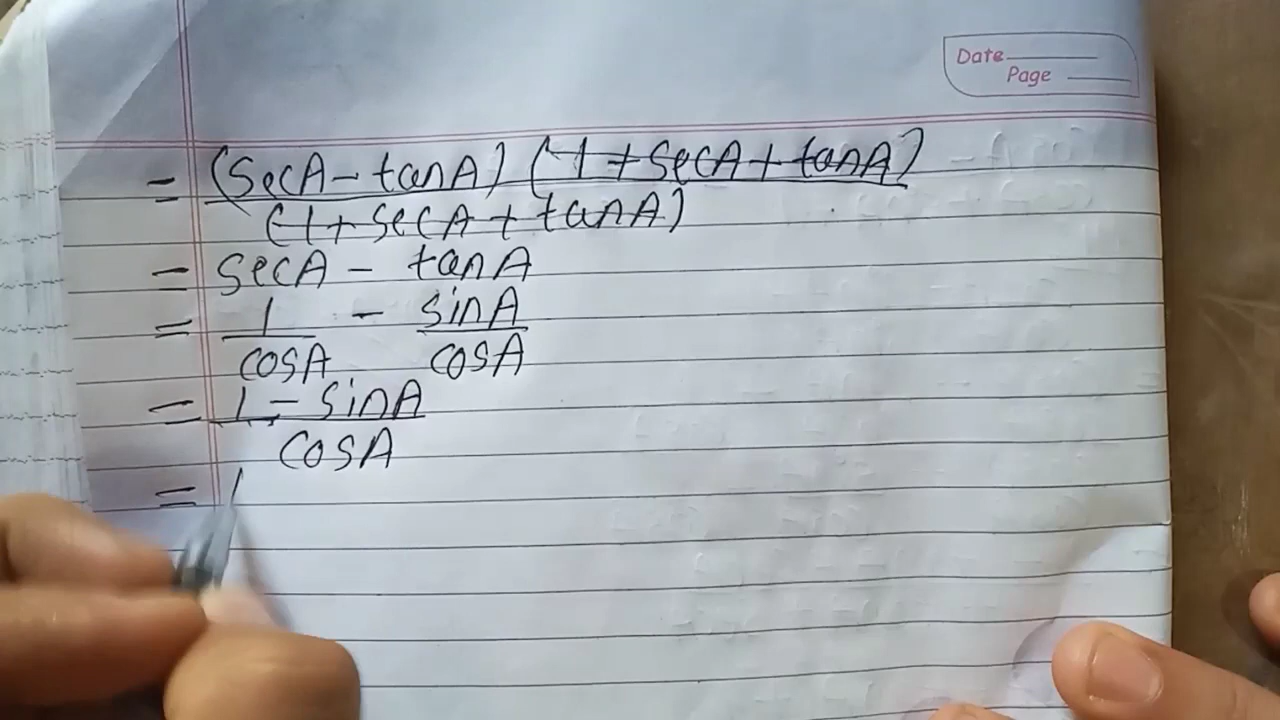 Date
Page
= (secA - tanA) (1 + secA + tanA)
(1 + secA + tanA)
= secA - tanA
= 1 - sinA
cosA cosA
= 1 - sinA
cosA
= 1